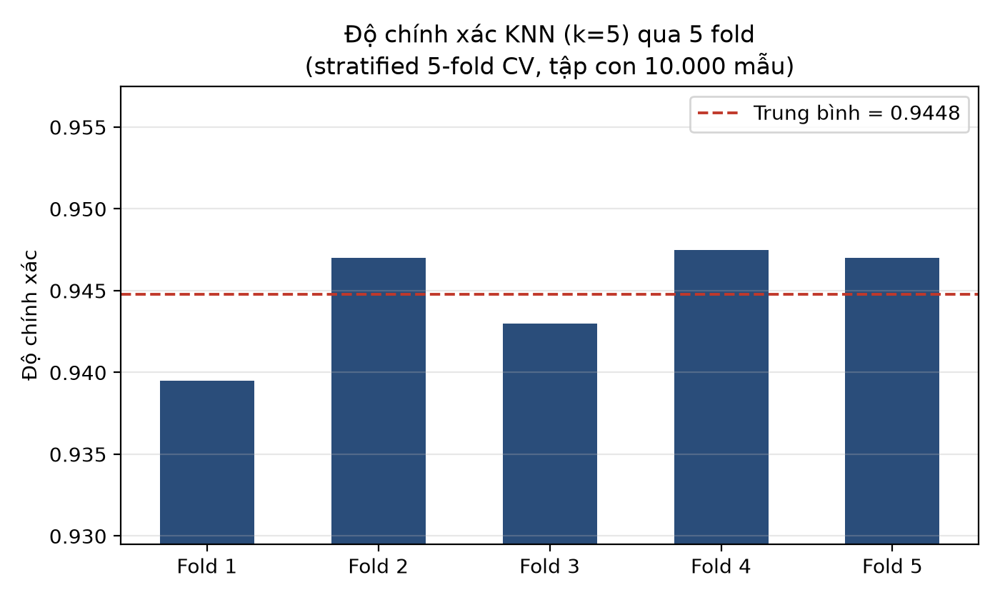 Độ chính xác KNN (k=5) qua 5 fold
(stratified 5-fold CV, tập con 10.000 mẫu)
Trung bình = 0.9448
Độ chính xác
0.955
0.950
0.945
0.940
0.935
0.930
Fold 1
Fold 2
Fold 3
Fold 4
Fold 5